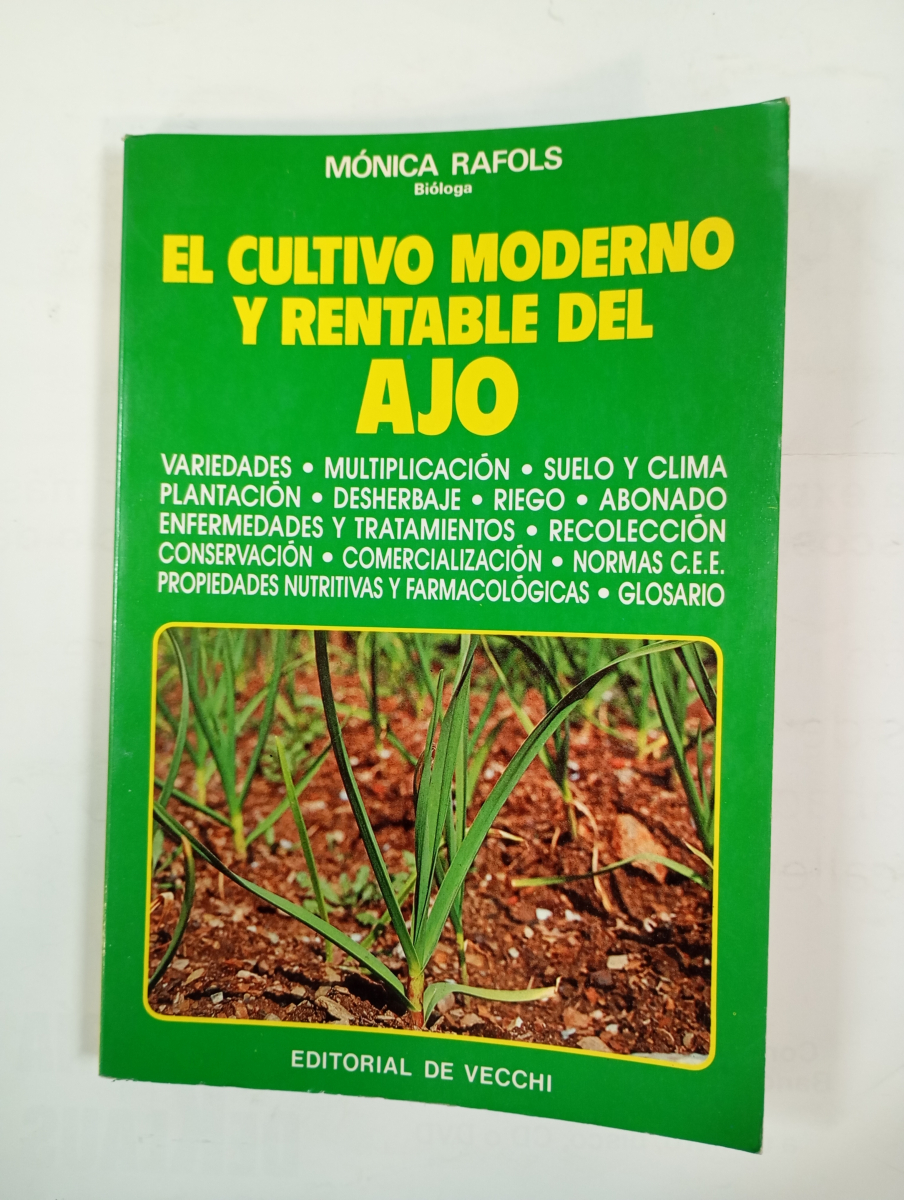 MÓNICA RAFOLS
Bióloga
EL CULTIVO MODERNO
Y RENTABLE DEL
AJO
VARIEDADES • MULTIPLICACIÓN • SUELO Y CLIMA
PLANTACIÓN • DESHERBAJE • RIEGO • ABONADO
ENFERMEDADES Y TRATAMIENTOS • RECOLECCIÓN
CONSERVACIÓN • COMERCIALIZACIÓN • NORMAS C.E.E.
PROPIEDADES NUTRITIVAS Y FARMACOLÓGICAS • GLOSARIO
EDITORIAL DE VECCHI